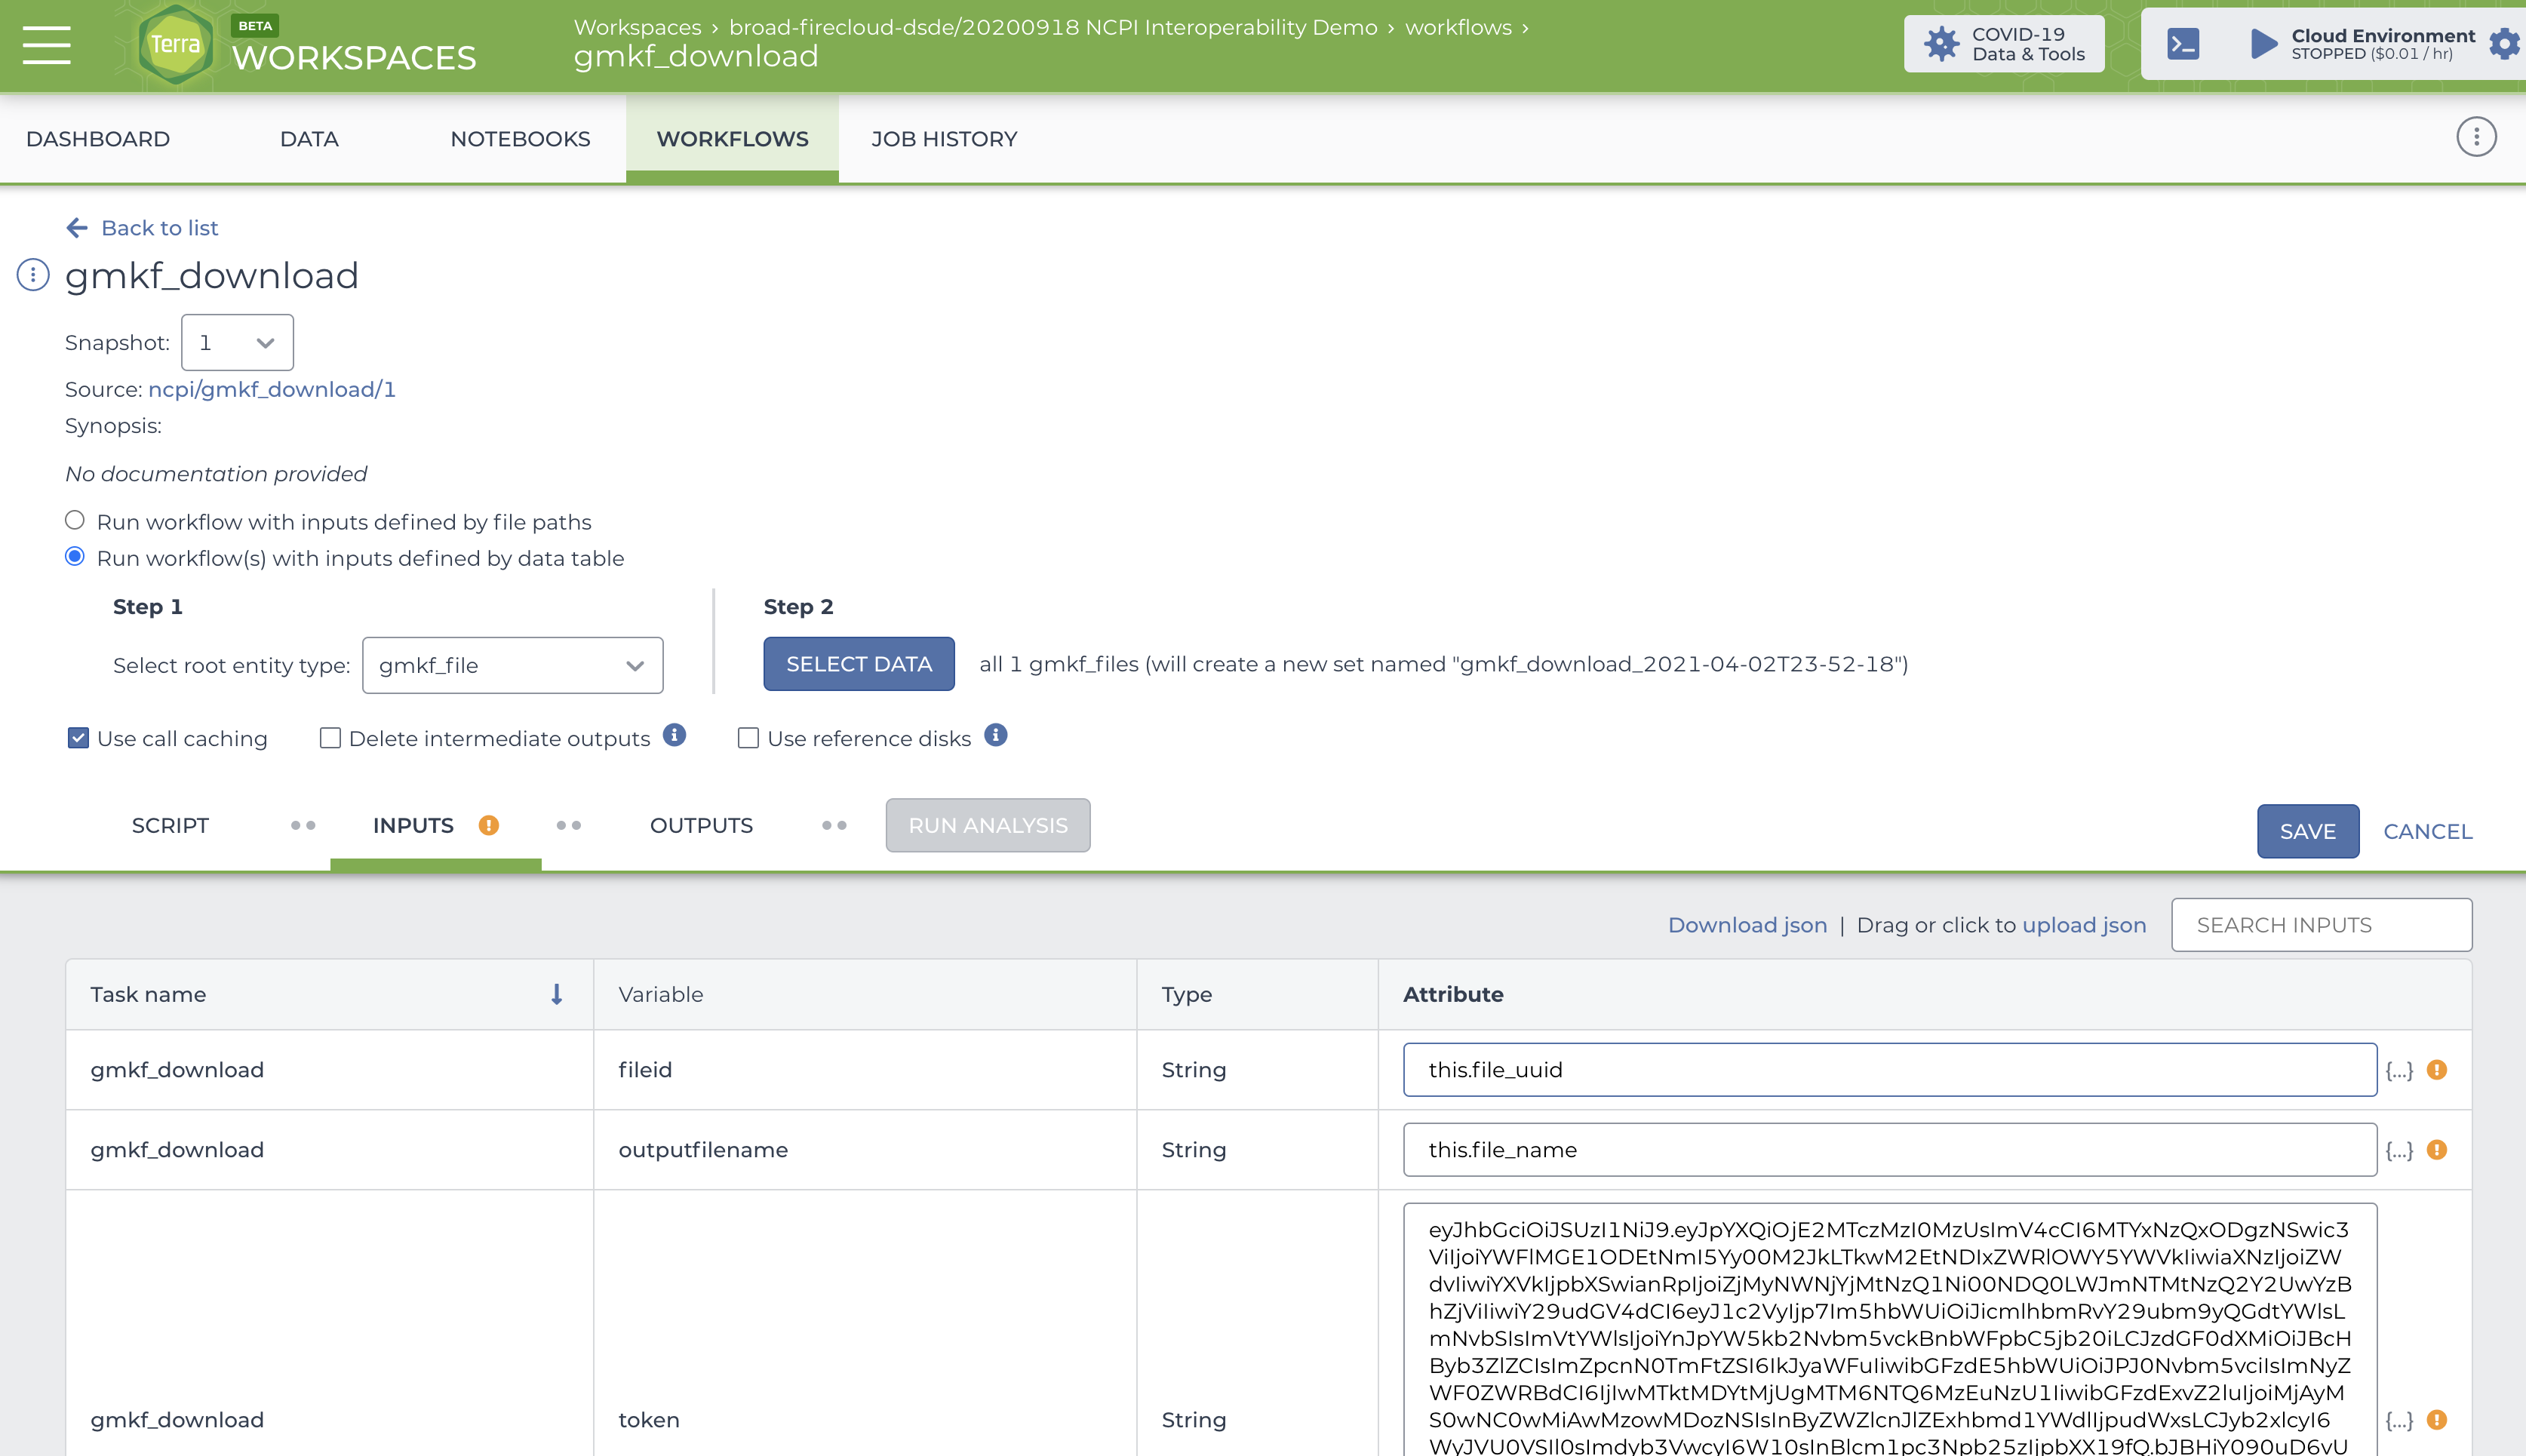 Terra
BETA
WORKSPACES
Workspaces › broad-firecloud-dsde/20200918 NCPI Interoperability Demo › workflows ›
gmkf_download
COVID-19
Data & Tools
Cloud Environment
STOPPED ($0.01 / hr)
DASHBOARD
DATA
NOTEBOOKS
WORKFLOWS
JOB HISTORY
Back to list
gmkf_download
Snapshot: 1
Source: ncpi/gmkf_download/1
Synopsis:
No documentation provided
Run workflow with inputs defined by file paths
Run workflow(s) with inputs defined by data table
Step 1
Select root entity type: gmkf_file
Step 2
SELECT DATA all 1 gmkf_files (will create a new set named "gmkf_download_2021-04-02T23-52-18")
Use call caching
Delete intermediate outputs
Use reference disks
SCRIPT
INPUTS
OUTPUTS
RUN ANALYSIS
SAVE
CANCEL
Download json | Drag or click to upload json
SEARCH INPUTS
Task name Variable Type Attribute
gmkf_download fileid String this.file_uuid {...}
gmkf_download outputfilename String this.file_name {...}
gmkf_download token String {...}